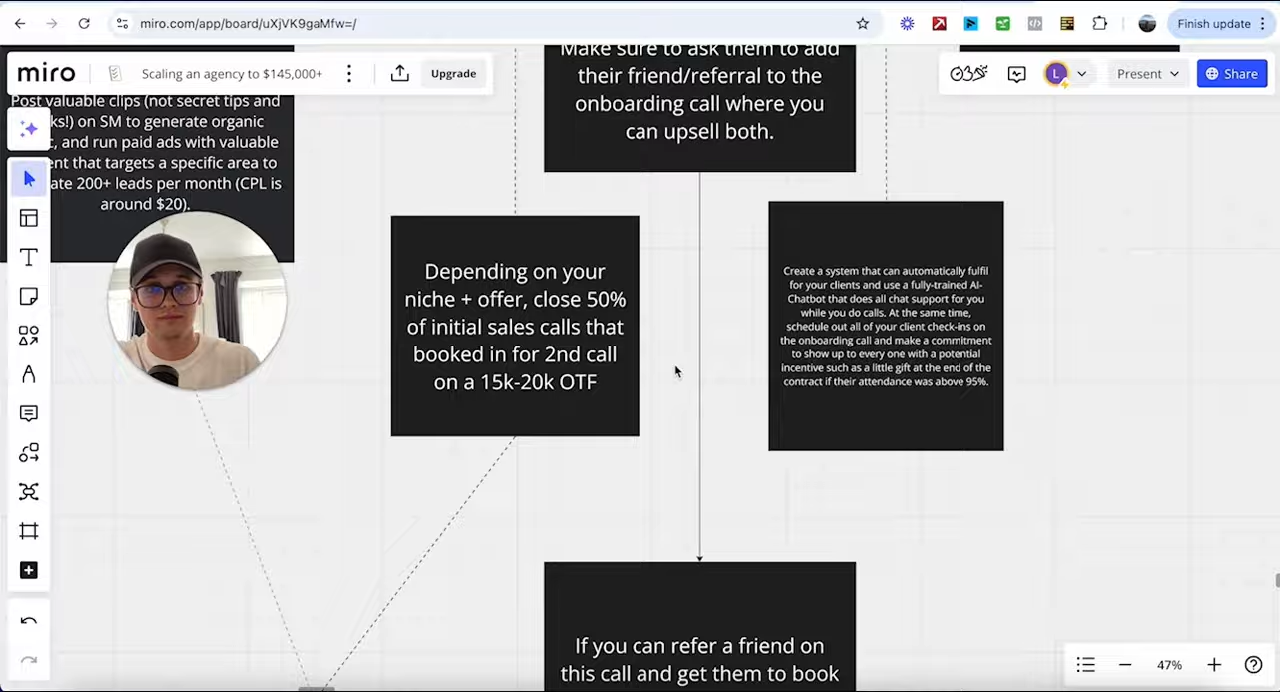 miro.com/app/board/uXjVK9gaMfw=/
Finish update
miro
Scaling an agency to $145,000+
Upgrade
Present
L
Share
Post valuable clips (not secret tips and
ks!) on SM to generate organic
, and run paid ads with valuable
ent that targets a specific area to
ate 200+ leads per month (CPL is
around $20).
Make sure to ask them to add
their friend/referral to the
onboarding call where you
can upsell both.
Depending on your
niche + offer, close 50%
of initial sales calls that
booked in for 2nd call
on a 15k-20k OTF
Create a system that can automatically fulfil
for your clients and use a fully-trained AI-
Chatbot that does all chat support for you
while you do calls. At the same time,
schedule out all of your client check-ins on
the onboarding call and make a commitment
to show up to every one with a potential
incentive such as a little gift at the end of the
contract if their attendance was above 95%.
If you can refer a friend on
this call and get them to book
47%